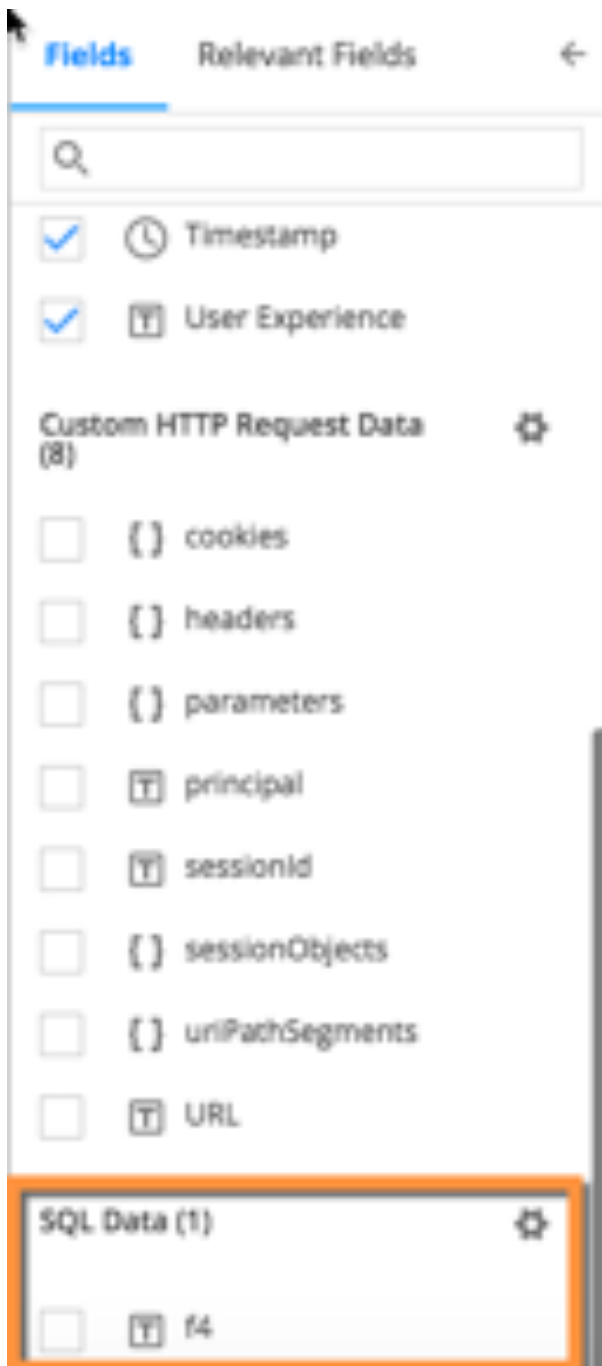 Fields Relevant Fields
Timestamp
User Experience
Custom HTTP Request Data
(8)
cookies
headers
parameters
principal
sessionId
sessionObjects
uriPathSegments
URL
SQL Data (1)
f4